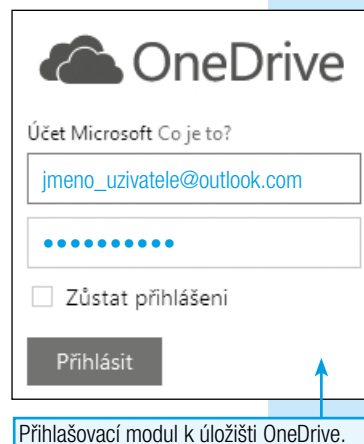 OneDrive
Účet Microsoft Co je to?
jmeno_uzivatele@outlook.com
••••••••••
Zůstat přihlášeni
Přihlásit
Přihlašovací modul k úložišti OneDrive.